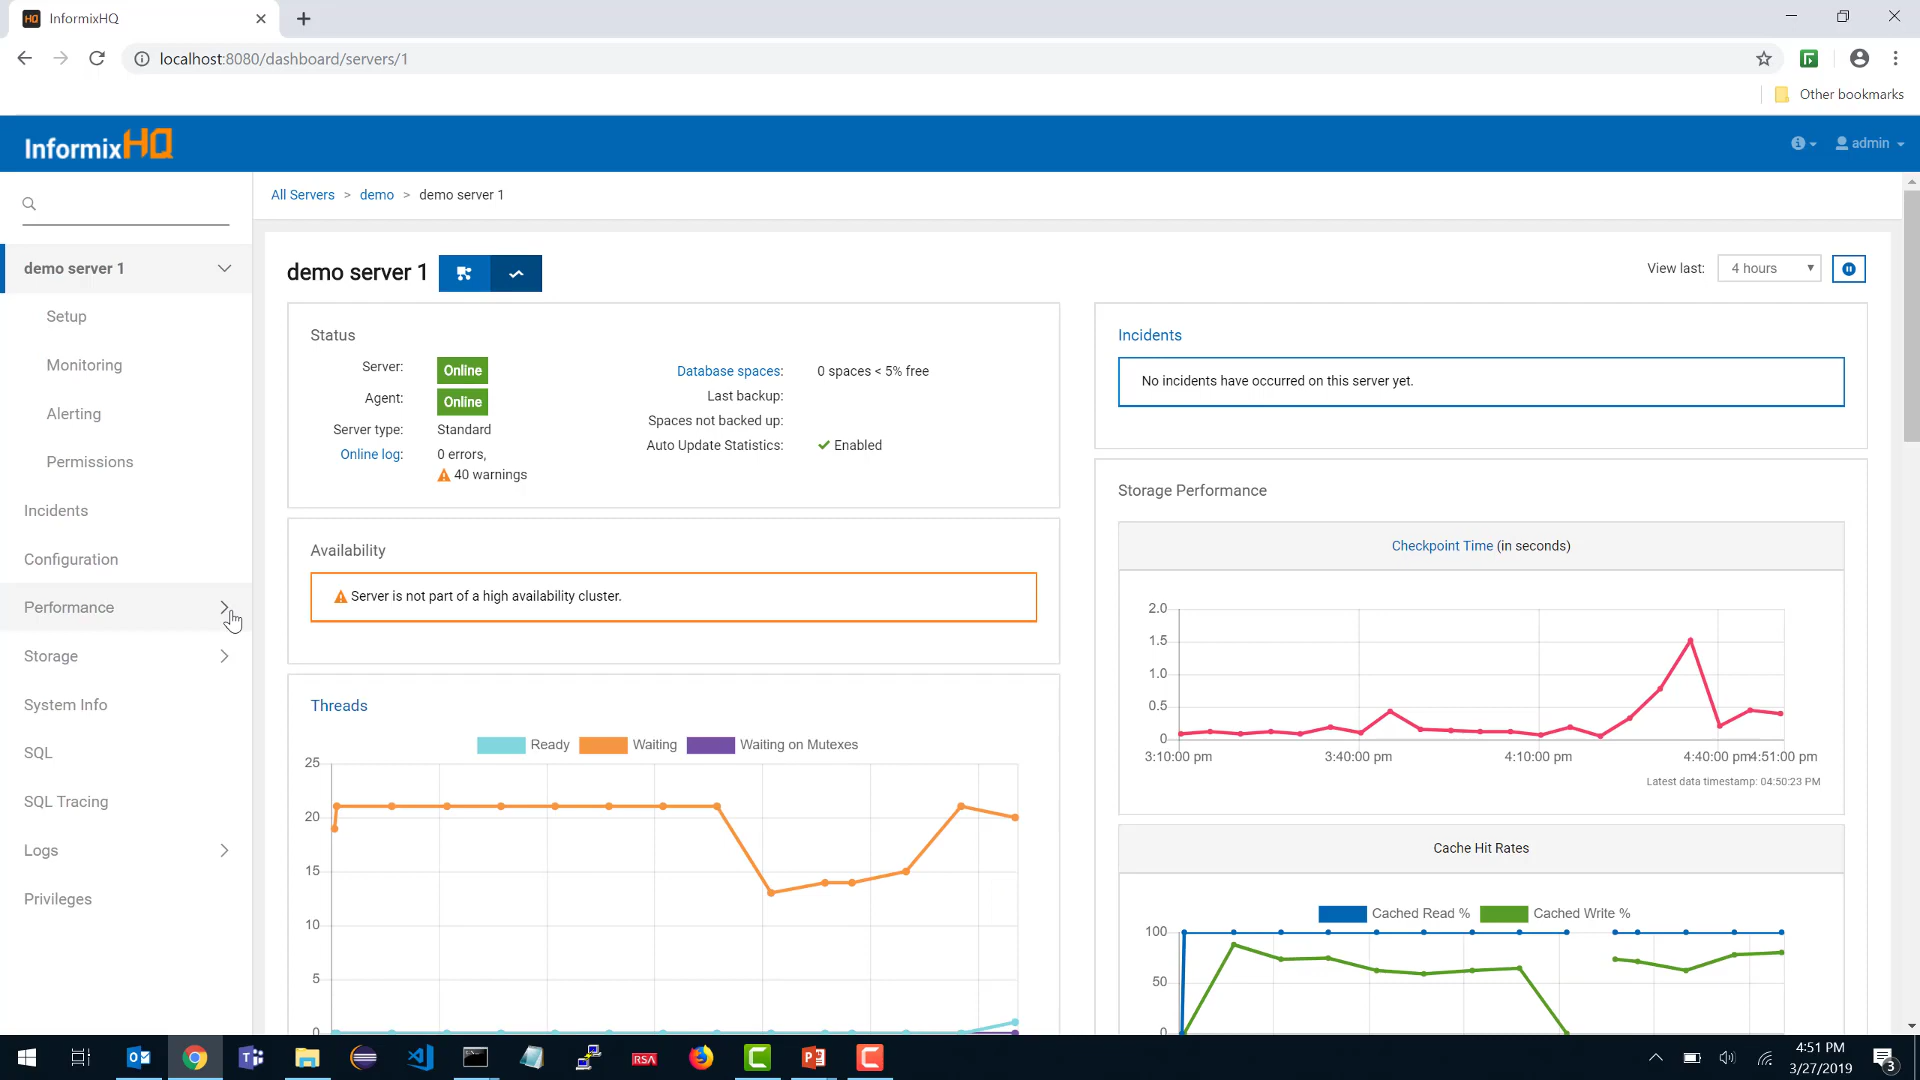 InformixHQ
localhost:8080/dashboard/servers/1
Other bookmarks
InformixHQ
admin
All Servers > demo > demo server 1
demo server 1
Setup
Monitoring
Alerting
Permissions
Incidents
Configuration
Performance
Storage
System Info
SQL
SQL Tracing
Logs
Privileges
demo server 1
View last: 4 hours
Status
Server: Online
Agent: Online
Server type: Standard
Online log: 0 errors,
40 warnings
Database spaces: 0 spaces < 5% free
Last backup:
Spaces not backed up:
Auto Update Statistics: Enabled
Availability
Server is not part of a high availability cluster.
Threads
Ready Waiting Waiting on Mutexes
25
20
15
10
5
0
Incidents
No incidents have occurred on this server yet.
Storage Performance
Checkpoint Time (in seconds)
2.0
1.5
1.0
0.5
0
3:10:00 pm 3:40:00 pm 4:10:00 pm 4:40:00 pm 4:51:00 pm
Latest data timestamp: 04:50:23 PM
Cache Hit Rates
Cached Read % Cached Write %
100
50
0
RSA
4:51 PM
3/27/2019
3